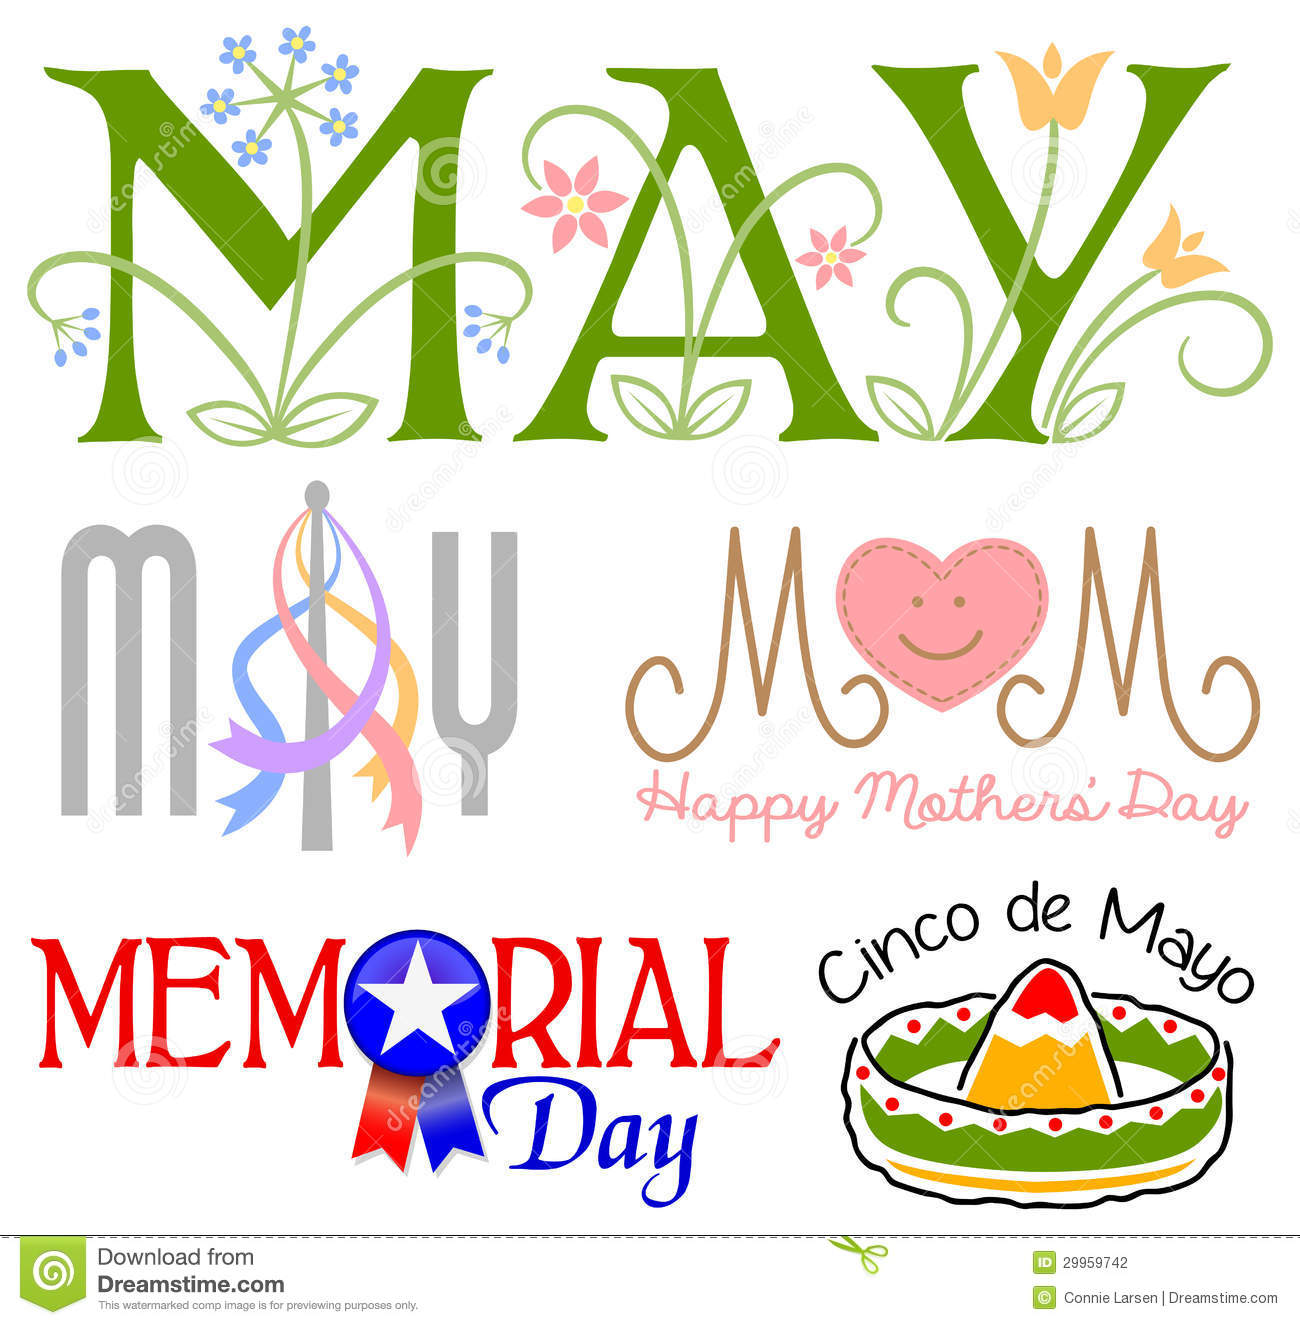 MAY
MAY
MOM
Happy Mothers' Day
MEMORIAL
Day
Cinco de Mayo
Download from
Dreamstime.com
This watermarked comp image is for previewing purposes only.
ID 29959742
© Connie Larsen | Dreamstime.com